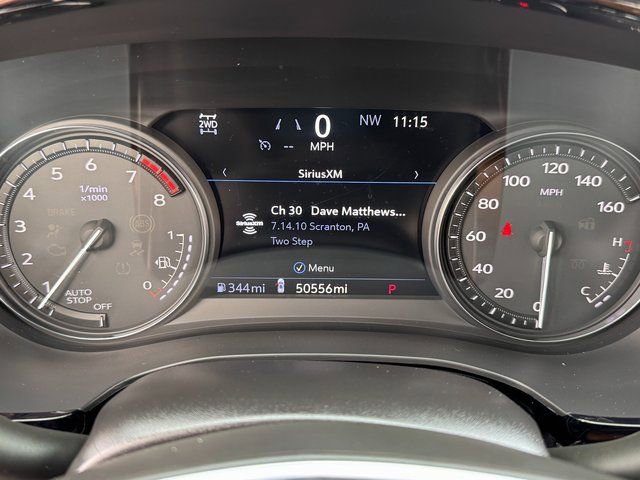 2WD
0
MPH
NW 11:15
--
‹ SiriusXM ›
siriusxm
Ch 30 Dave Matthews...
7.14.10 Scranton, PA
Two Step
Menu
344mi
50556mi
P
1/min
x1000
1
2
3
4
5
6
7
8
BRAKE
AUTO
STOP
OFF
1
0
MPH
0
20
40
60
80
100
120
140
160
H
C